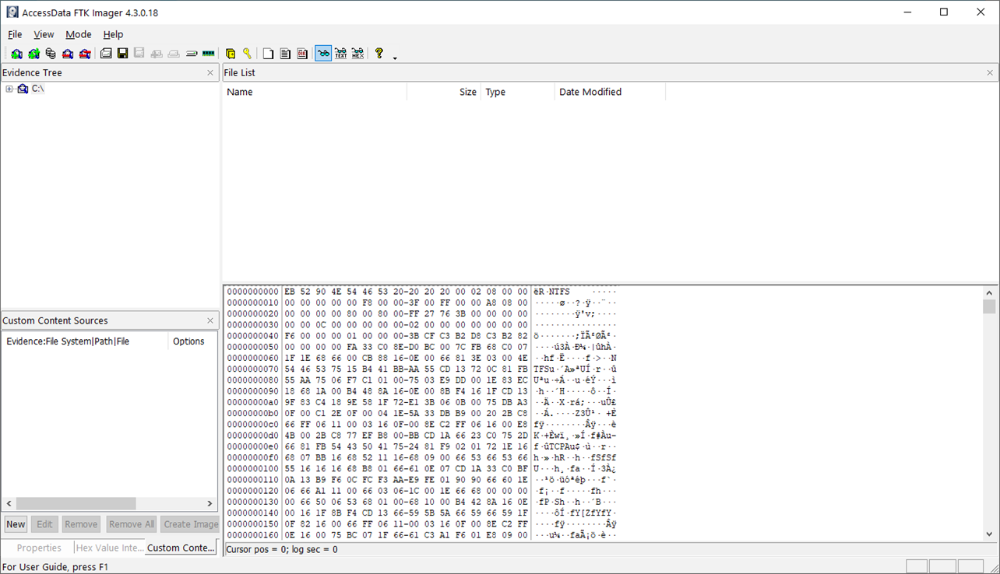 AccessData FTK Imager 4.3.0.18
File View Mode Help
Evidence Tree
C:\
File List
Name Size Type Date Modified
Custom Content Sources
Evidence:File System|Path|File Options
New Edit Remove Remove All Create Image
Properties Hex Value Inte... Custom Conte...
0000000000 EB 52 90 4E 54 46 53 20-20 20 20 00 02 08 00 00 ëR·NTFS    ·····
0000000010 00 00 00 00 00 F8 00 00-3F 00 FF 00 00 A8 08 00 ·····ø··?·ÿ··¨··
0000000020 00 00 00 00 80 00 80 00-FF 27 76 3B 00 00 00 00 ········ÿ'v;····
0000000030 00 00 0C 00 00 00 00 00-02 00 00 00 00 00 00 00 ················
0000000040 F6 00 00 00 01 00 00 00-3B CF C3 B2 D8 C3 B2 82 ö·······;ÏÃ²ØÃ²·
0000000050 00 00 00 00 FA 33 C0 8E-D0 BC 00 7C FB 68 C0 07 ····ú3À·Ð¼·|ûhÀ·
0000000060 1F 1E 68 66 00 CB 88 16-0E 00 66 81 3E 03 00 4E ··hf·Ë····f·>··N
0000000070 54 46 53 75 15 B4 41 BB-AA 55 CD 13 72 0C 81 FB TFSu·´A»ªUÍ·r··û
0000000080 55 AA 75 06 F7 C1 01 00-75 03 E9 DD 00 1E 83 EC Uªu·÷Á··u·éÝ···ì
0000000090 18 68 1A 00 B4 48 8A 16-0E 00 8B F4 16 1F CD 13 ·h··´H·····ô··Í·
00000000a0 9F 83 C4 18 9E 58 1F 72-E1 3B 06 0B 00 75 DB A3 ··Ä··X·rá;···uÛ£
00000000b0 0F 00 C1 2E 0F 00 04 1E-5A 33 DB B9 00 20 2B C8 ··Á.····Z3Û¹· +È
00000000c0 66 FF 06 11 00 03 16 0F-00 8E C2 FF 06 16 00 E8 fÿ········Âÿ···è
00000000d0 4B 00 2B C8 77 EF B8 00-BB CD 1A 66 23 C0 75 2D K·+Èwï¸·»Í·f#Àu-
00000000e0 66 81 FB 54 43 50 41 75-24 81 F9 02 01 72 1E 16 f·ûTCPAu$·ù··r··
00000000f0 68 07 BB 16 68 52 11 16-68 09 00 66 53 66 53 66 h·»·hR··h··fSfSf
0000000100 55 16 16 16 68 B8 01 66-61 0E 07 CD 1A 33 C0 BF U···h¸·fa··Í·3À¿
0000000110 0A 13 B9 F6 0C FC F3 AA-E9 FE 01 90 90 66 60 1E ··¹ö·üóªéþ···f`·
0000000120 06 66 A1 11 00 66 03 06-1C 00 1E 66 68 00 00 00 ·f¡··f·····fh···
0000000130 00 66 50 06 53 68 01 00-68 10 00 B4 42 8A 16 0E ·fP·Sh··h··´B···
0000000140 00 16 1F 8B F4 CD 13 66-59 5B 5A 66 59 66 59 1F ····ôÍ·fY[ZfYfY·
0000000150 0F 82 16 00 66 FF 06 11-00 03 16 0F 00 8E C2 FF ····fÿ········Âÿ
0000000160 0E 16 00 75 BC 07 1F 66-61 C3 A1 F6 01 E8 09 00 ···u¼··faÃ¡ö·è··
Cursor pos = 0; log sec = 0
For User Guide, press F1